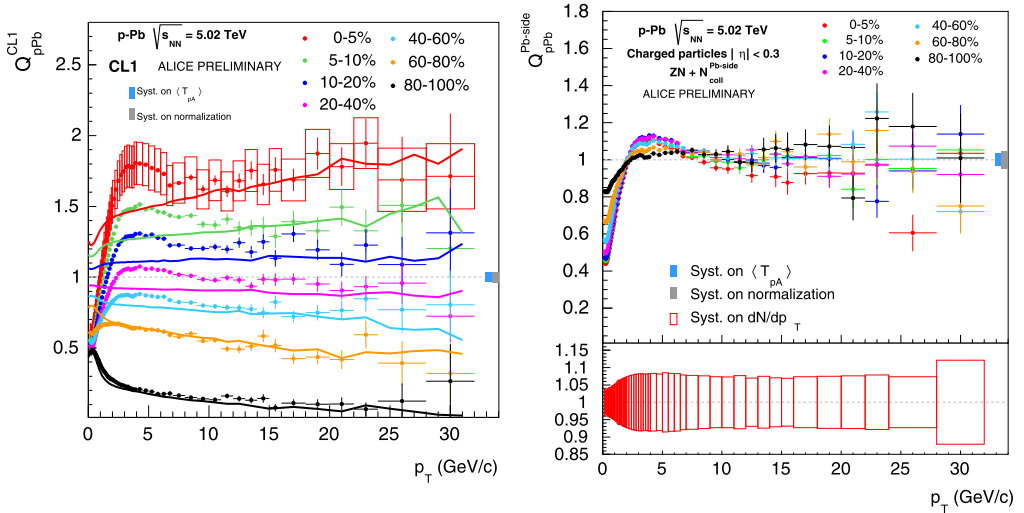 Q_pPb^CL1
p-Pb √s_NN = 5.02 TeV
CL1 ALICE PRELIMINARY
Syst. on ⟨T_pA⟩
Syst. on normalization
0-5%
5-10%
10-20%
20-40%
40-60%
60-80%
80-100%
2.5
2
1.5
1
0.5
0 5 10 15 20 25 30
p_T (GeV/c)
Q_pPb^Pb-side
p-Pb √s_NN = 5.02 TeV
Charged particles | η| < 0.3
ZN + N_coll^Pb-side
ALICE PRELIMINARY
0-5%
5-10%
10-20%
20-40%
40-60%
60-80%
80-100%
1.8
1.6
1.4
1.2
1
0.8
0.6
0.4
0.2
Syst. on ⟨T_pA⟩
Syst. on normalization
Syst. on dN/dp_T
1.15
1.1
1.05
1
0.95
0.9
0.85
0 5 10 15 20 25 30
p_T (GeV/c)